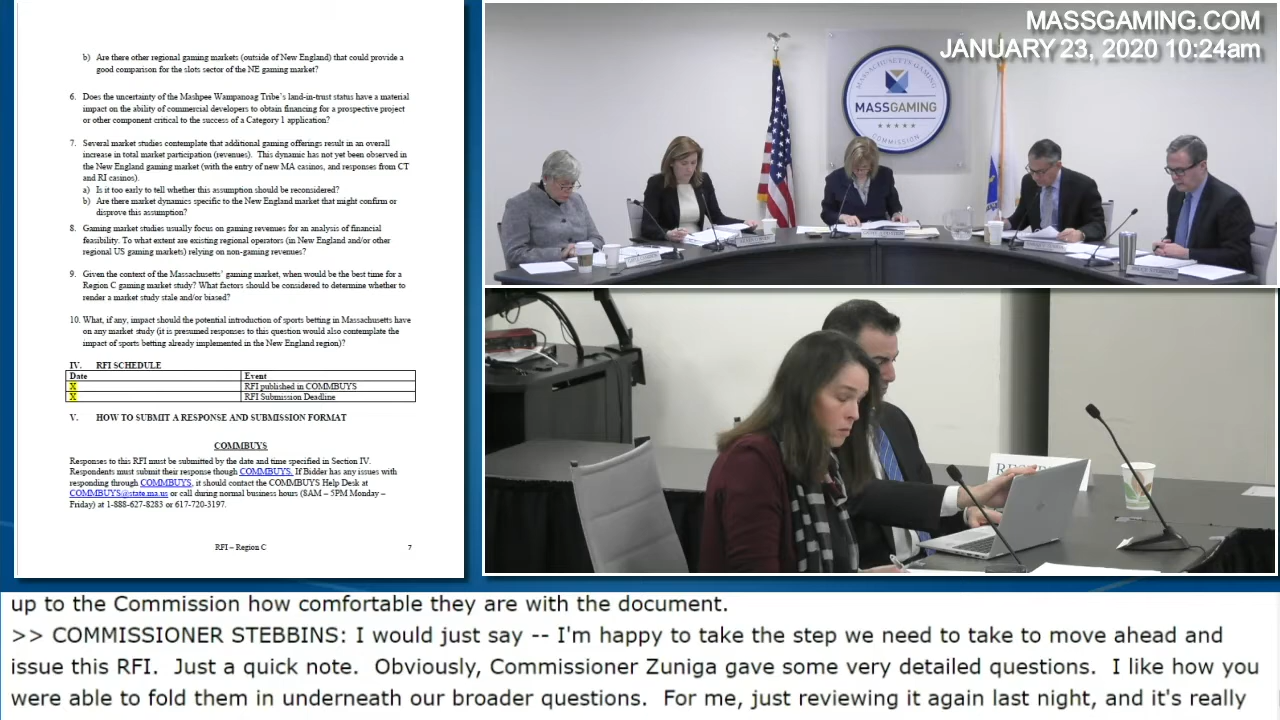 b) Are there other regional gaming markets (outside of New England) that could provide a
good comparison for the slots sector of the NE gaming market?
6. Does the uncertainty of the Mashpee Wampanoag Tribe's land-in-trust status have a material
impact on the ability of commercial developers to obtain financing for a prospective project
or other component critical to the success of a Category 1 application?
7. Several market studies contemplate that additional gaming offerings result in an overall
increase in total market participation (revenues). This dynamic has not yet been observed in
the New England gaming market (with the entry of new MA casinos, and responses from CT
and RI casinos).
a) Is it too early to tell whether this assumption should be reconsidered?
b) Are there market dynamics specific to the New England market that might confirm or
disprove this assumption?
8. Gaming market studies usually focus on gaming revenues for an analysis of financial
feasibility. To what extent are existing regional operators (in New England and/or other
regional US gaming markets) relying on non-gaming revenues?
9. Given the context of the Massachusetts' gaming market, when would be the best time for a
Region C gaming market study? What factors should be considered to determine whether to
render a market study stale and/or biased?
10. What, if any, impact should the potential introduction of sports betting in Massachusetts have
on any market study (it is presumed responses to this question would also contemplate the
impact of sports betting already implemented in the New England region)?
IV. RFI SCHEDULE
Date Event
X RFI published in COMMBUYS
X RFI Submission Deadline
V. HOW TO SUBMIT A RESPONSE AND SUBMISSION FORMAT
COMMBUYS
Responses to this RFI must be submitted by the date and time specified in Section IV.
Respondents must submit their response though COMMBUYS. If Bidder has any issues with
responding through COMMBUYS, it should contact the COMMBUYS Help Desk at
COMMBUYS@state.ma.us or call during normal business hours (8AM – 5PM Monday –
Friday) at 1-888-627-8283 or 617-720-3197.
RFI – Region C 7
MASSGAMING.COM
JANUARY 23, 2020 10:24am
MASSACHUSETTS GAMING
MASSGAMING
COMMISSION
up to the Commission how comfortable they are with the document.
>> COMMISSIONER STEBBINS: I would just say -- I'm happy to take the step we need to take to move ahead and
issue this RFI. Just a quick note. Obviously, Commissioner Zuniga gave some very detailed questions. I like how you
were able to fold them in underneath our broader questions. For me, just reviewing it again last night, and it's really